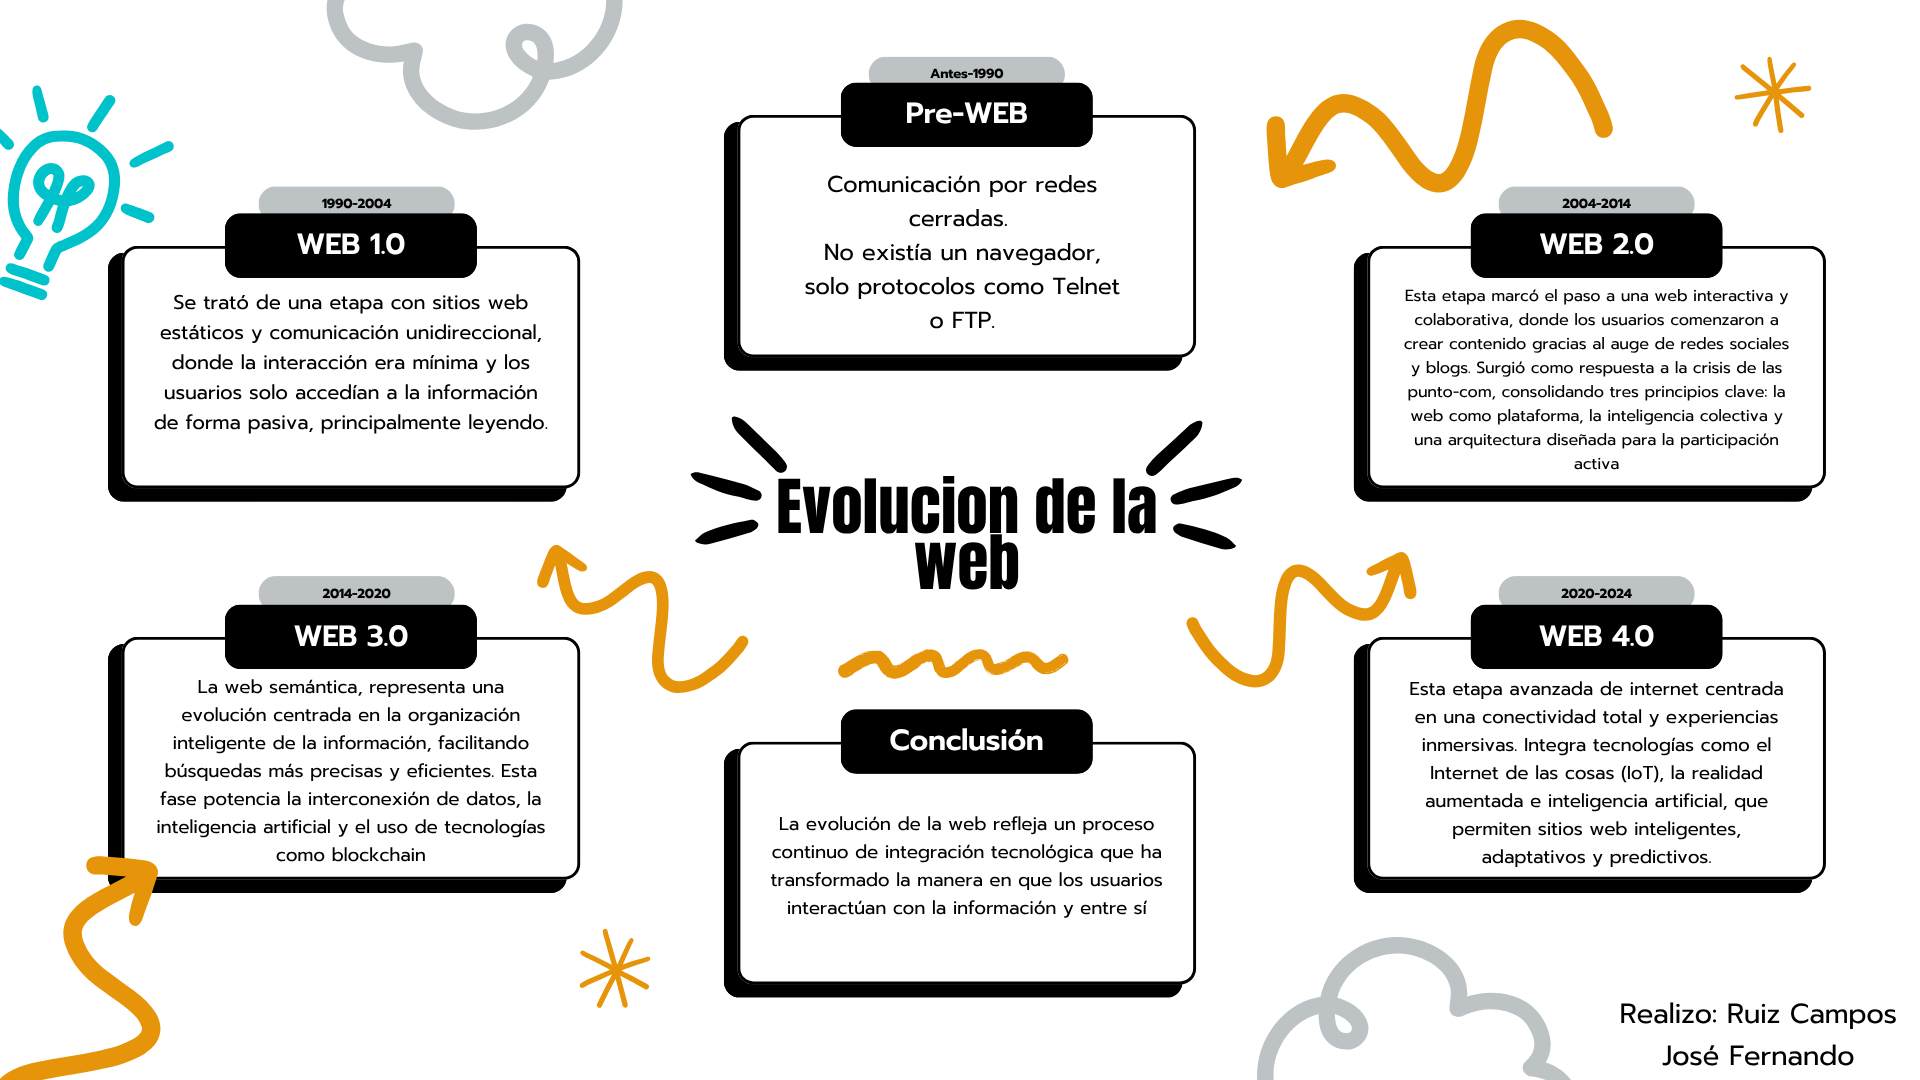 Antes-1990
Pre-WEB
Comunicación por redes
cerradas.
No existía un navegador,
solo protocolos como Telnet
o FTP.
1990-2004
WEB 1.0
Se trató de una etapa con sitios web
estáticos y comunicación unidireccional,
donde la interacción era mínima y los
usuarios solo accedían a la información
de forma pasiva, principalmente leyendo.
2004-2014
WEB 2.0
Esta etapa marcó el paso a una web interactiva y
colaborativa, donde los usuarios comenzaron a
crear contenido gracias al auge de redes sociales
y blogs. Surgió como respuesta a la crisis de las
punto-com, consolidando tres principios clave: la
web como plataforma, la inteligencia colectiva y
una arquitectura diseñada para la participación
activa
Evolucion de la
web
2014-2020
WEB 3.0
La web semántica, representa una
evolución centrada en la organización
inteligente de la información, facilitando
búsquedas más precisas y eficientes. Esta
fase potencia la interconexión de datos, la
inteligencia artificial y el uso de tecnologías
como blockchain
2020-2024
WEB 4.0
Esta etapa avanzada de internet centrada
en una conectividad total y experiencias
inmersivas. Integra tecnologías como el
Internet de las cosas (IoT), la realidad
aumentada e inteligencia artificial, que
permiten sitios web inteligentes,
adaptativos y predictivos.
Conclusión
La evolución de la web refleja un proceso
continuo de integración tecnológica que ha
transformado la manera en que los usuarios
interactúan con la información y entre sí
Realizo: Ruiz Campos
José Fernando